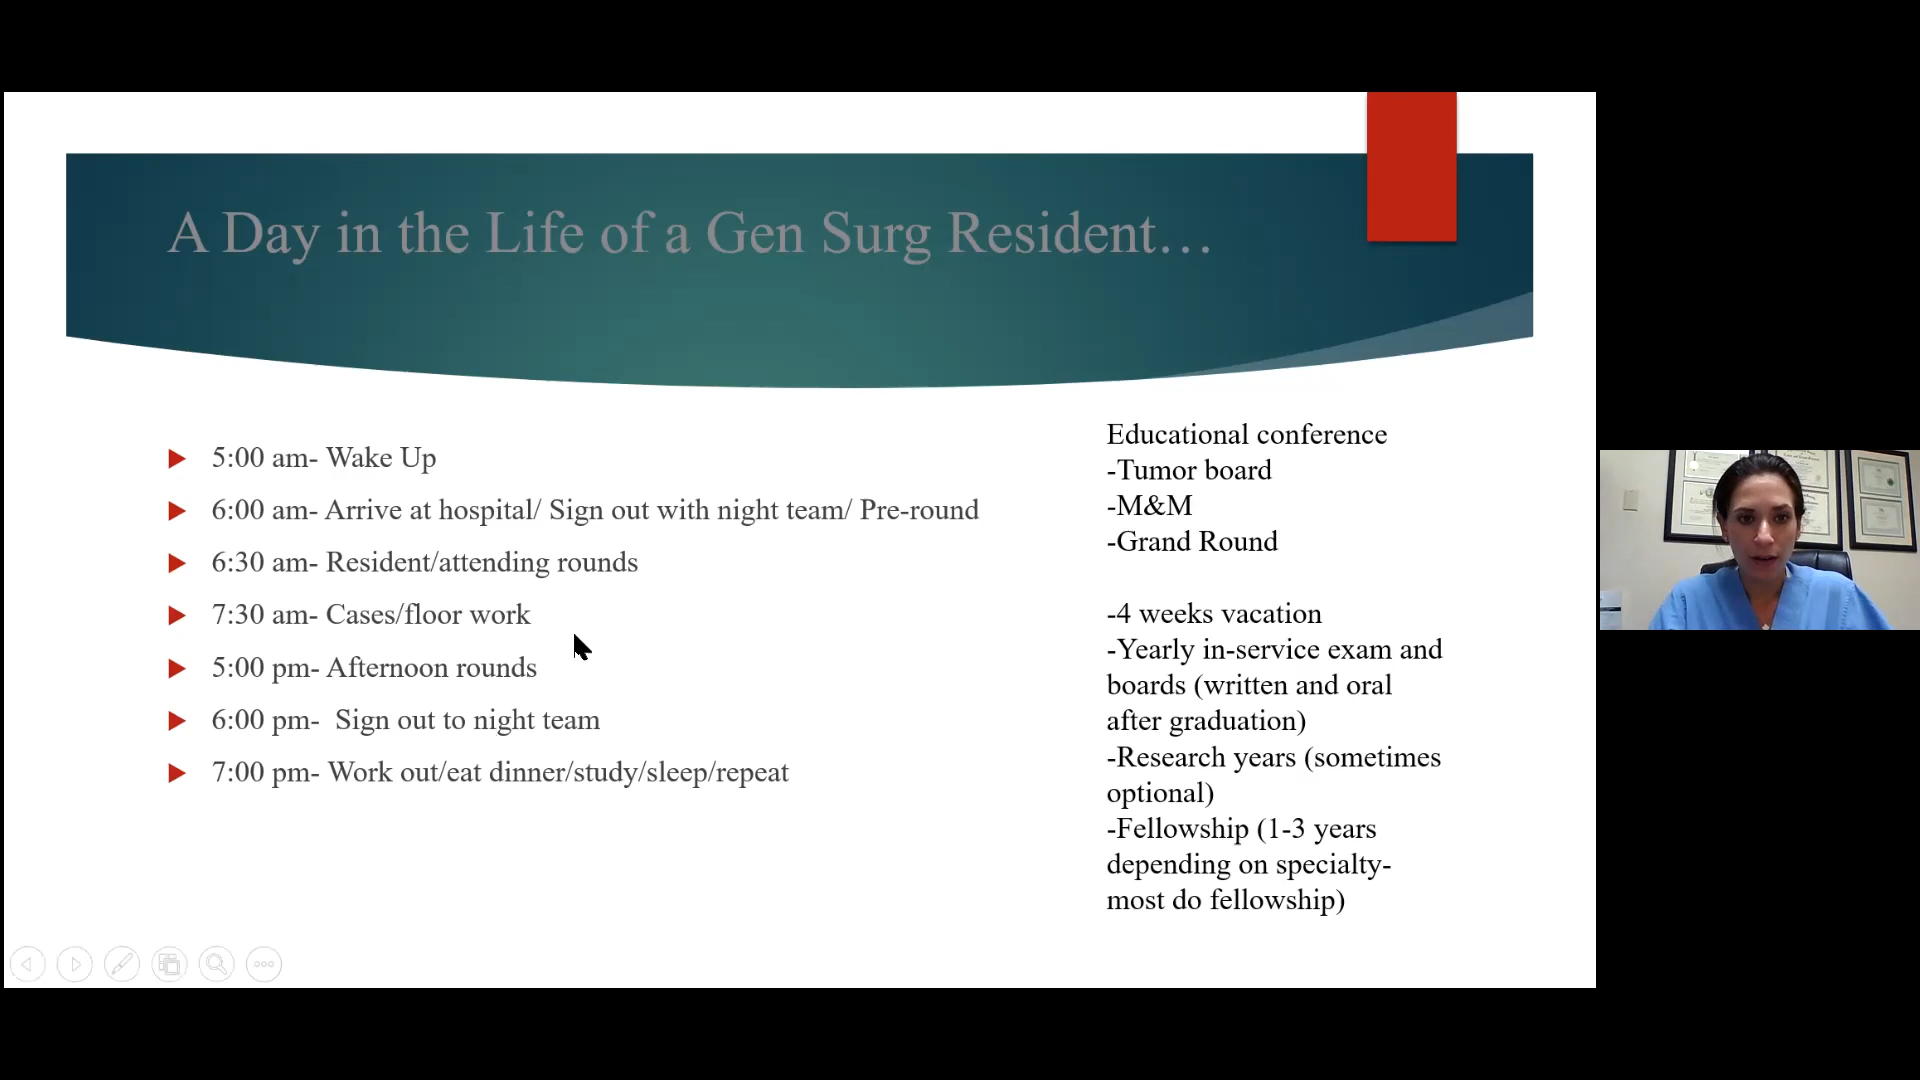 A Day in the Life of a Gen Surg Resident…
5:00 am- Wake Up
6:00 am- Arrive at hospital/ Sign out with night team/ Pre-round
6:30 am- Resident/attending rounds
7:30 am- Cases/floor work
5:00 pm- Afternoon rounds
6:00 pm-  Sign out to night team
7:00 pm- Work out/eat dinner/study/sleep/repeat
Educational conference
-Tumor board
-M&M
-Grand Round
-4 weeks vacation
-Yearly in-service exam and
boards (written and oral
after graduation)
-Research years (sometimes
optional)
-Fellowship (1-3 years
depending on specialty-
most do fellowship)